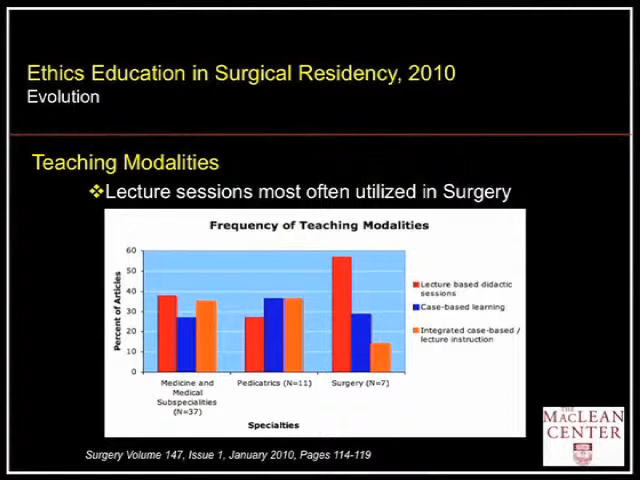 Ethics Education in Surgical Residency, 2010
Evolution
Teaching Modalities
❖Lecture sessions most often utilized in Surgery
Frequency of Teaching Modalities
Percent of Articles
60
50
40
30
20
10
0
Medicine and
Medical
Subspecialities
(N=37)
Pediatrics (N=11)
Surgery (N=7)
Specialties
Lecture based didactic
sessions
Case-based learning
Integrated case-based /
lecture instruction
THE
MACLEAN
CENTER
Surgery Volume 147, Issue 1, January 2010, Pages 114-119